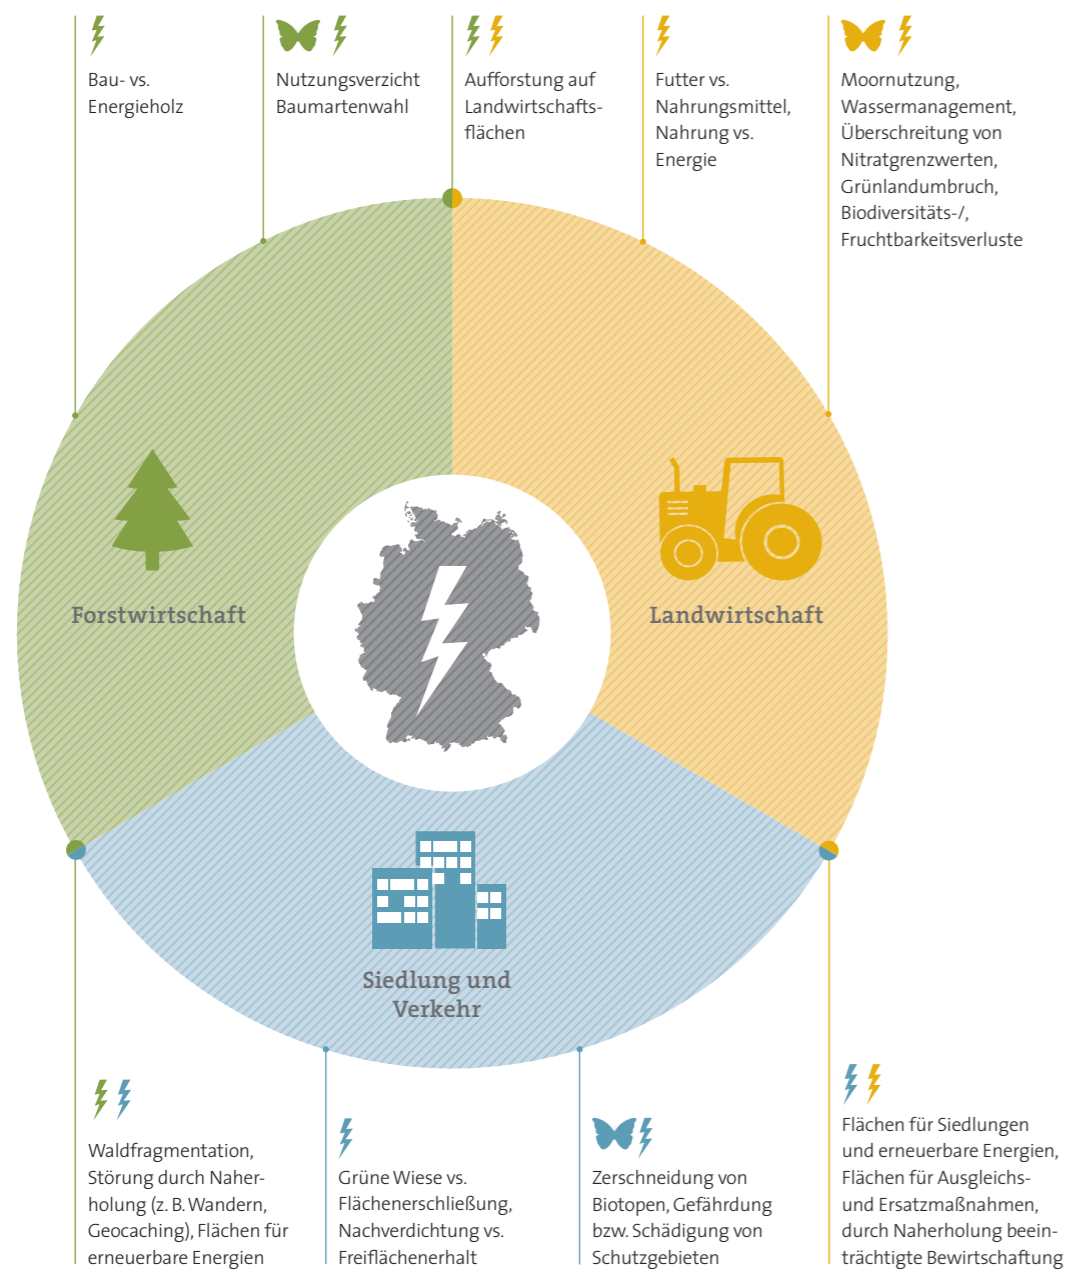 Bau- vs.
Energieholz
Nutzungsverzicht
Baumartenwahl
Aufforstung auf
Landwirtschafts-
flächen
Futter vs.
Nahrungsmittel,
Nahrung vs.
Energie
Moornutzung,
Wassermanagement,
Überschreitung von
Nitratgrenzwerten,
Grünlandumbruch,
Biodiversitäts-/,
Fruchtbarkeitsverluste
Forstwirtschaft
Landwirtschaft
Siedlung und
Verkehr
Waldfragmentation,
Störung durch Naher-
holung (z. B. Wandern,
Geocaching), Flächen für
erneuerbare Energien
Grüne Wiese vs.
Flächenerschließung,
Nachverdichtung vs.
Freiflächenerhalt
Zerschneidung von
Biotopen, Gefährdung
bzw. Schädigung von
Schutzgebieten
Flächen für Siedlungen
und erneuerbare Energien,
Flächen für Ausgleichs-
und Ersatzmaßnahmen,
durch Naherholung beein-
trächtigte Bewirtschaftung